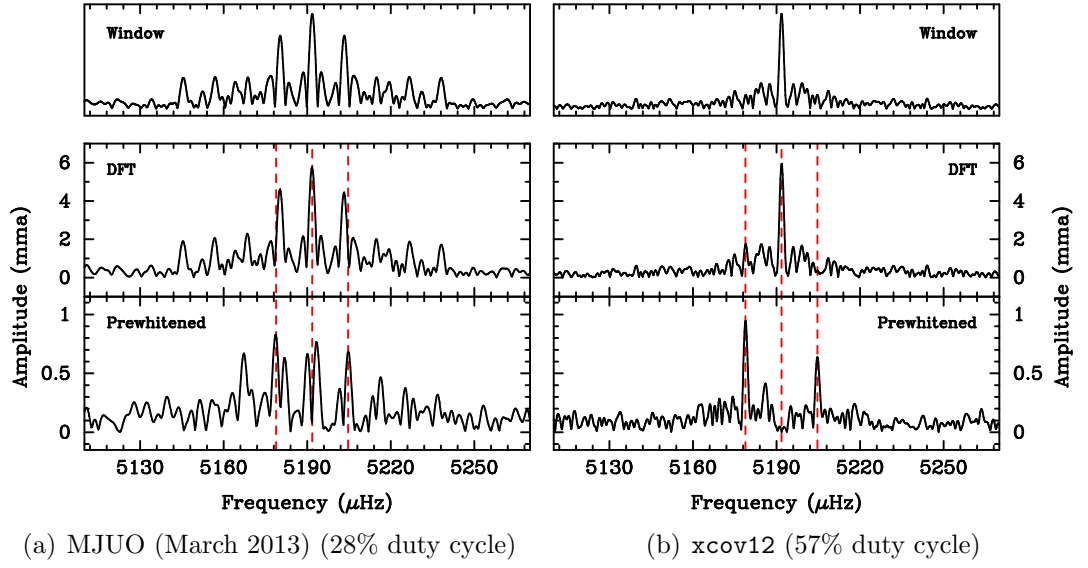 Window
Window
DFT
DFT
6
4
2
0
6
4
2
0
Amplitude (mma)
Amplitude (mma)
Prewhitened
Prewhitened
1
0.5
0
1
0.5
0
5130 5160 5190 5220 5250
5130 5160 5190 5220 5250
Frequency (μHz)
Frequency (μHz)
(a) MJUO (March 2013) (28% duty cycle)
(b) xcov12 (57% duty cycle)